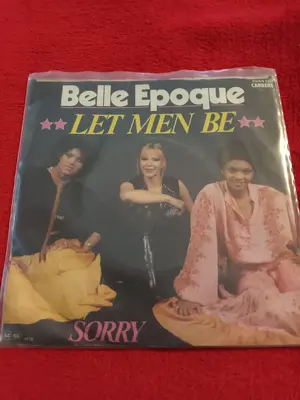 Belle Epoque
CARRERE
★★ LET MEN BE ★★
SORRY